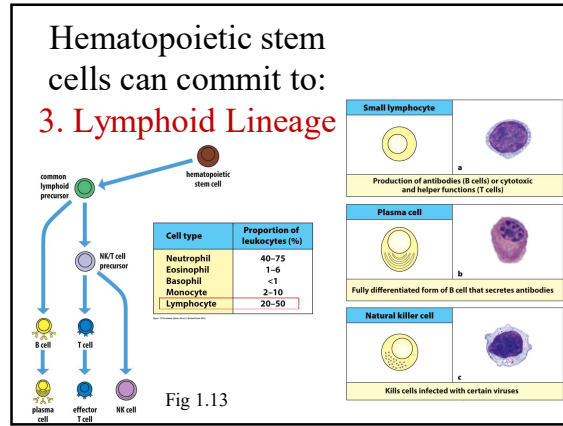 Hematopoietic stem
cells can commit to:
3. Lymphoid Lineage
common
lymphoid
precursor
hematopoietic
stem cell
NK/T cell
precursor
B cell
T cell
plasma
cell
effector
T cell
NK cell
Cell type
Proportion of
leukocytes (%)
Neutrophil
40–75
Eosinophil
1–6
Basophil
<1
Monocyte
2–10
Lymphocyte
20–50
Fig 1.13
Small lymphocyte
a
Production of antibodies (B cells) or cytotoxic
and helper functions (T cells)
Plasma cell
b
Fully differentiated form of B cell that secretes antibodies
Natural killer cell
c
Kills cells infected with certain viruses